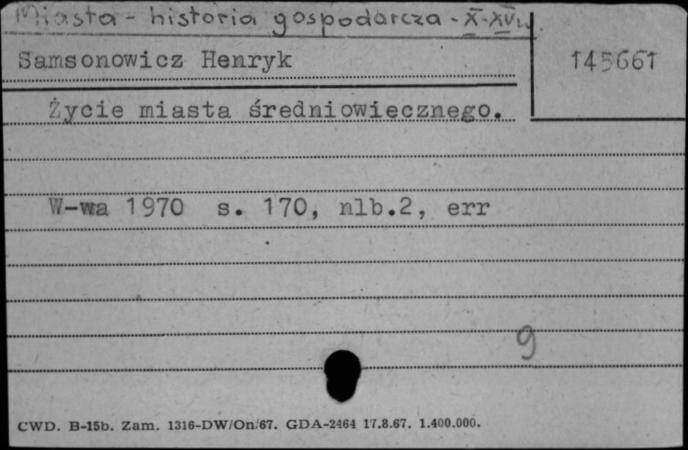 Miasta - historia gospodarcza - X-XVw
Samsonowicz Henryk
145661
Życie miasta średniowiecznego.
W-wa 1970 s. 170, nlb.2, err
9
CWD. B-15b. Zam. 1316-DW/On/67. GDA-2464 17.8.67. 1.400.000.